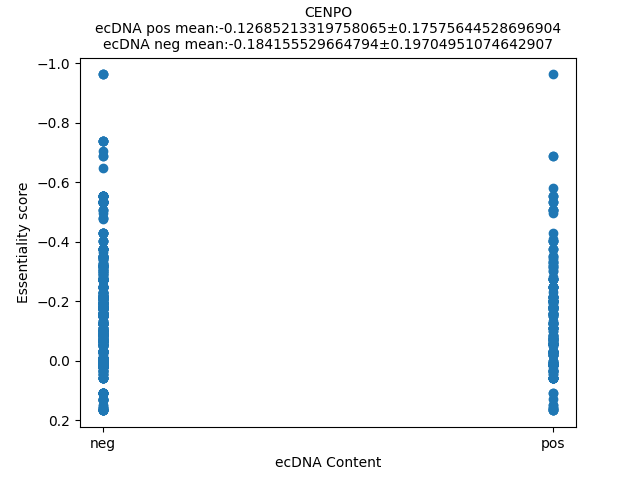 CENPO
ecDNA pos mean:-0.12685213319758065±0.17575644528696904
ecDNA neg mean:-0.184155529664794±0.19704951074642907
−1.0
−0.8
−0.6
−0.4
−0.2
0.0
0.2
Essentiality score
neg pos
ecDNA Content